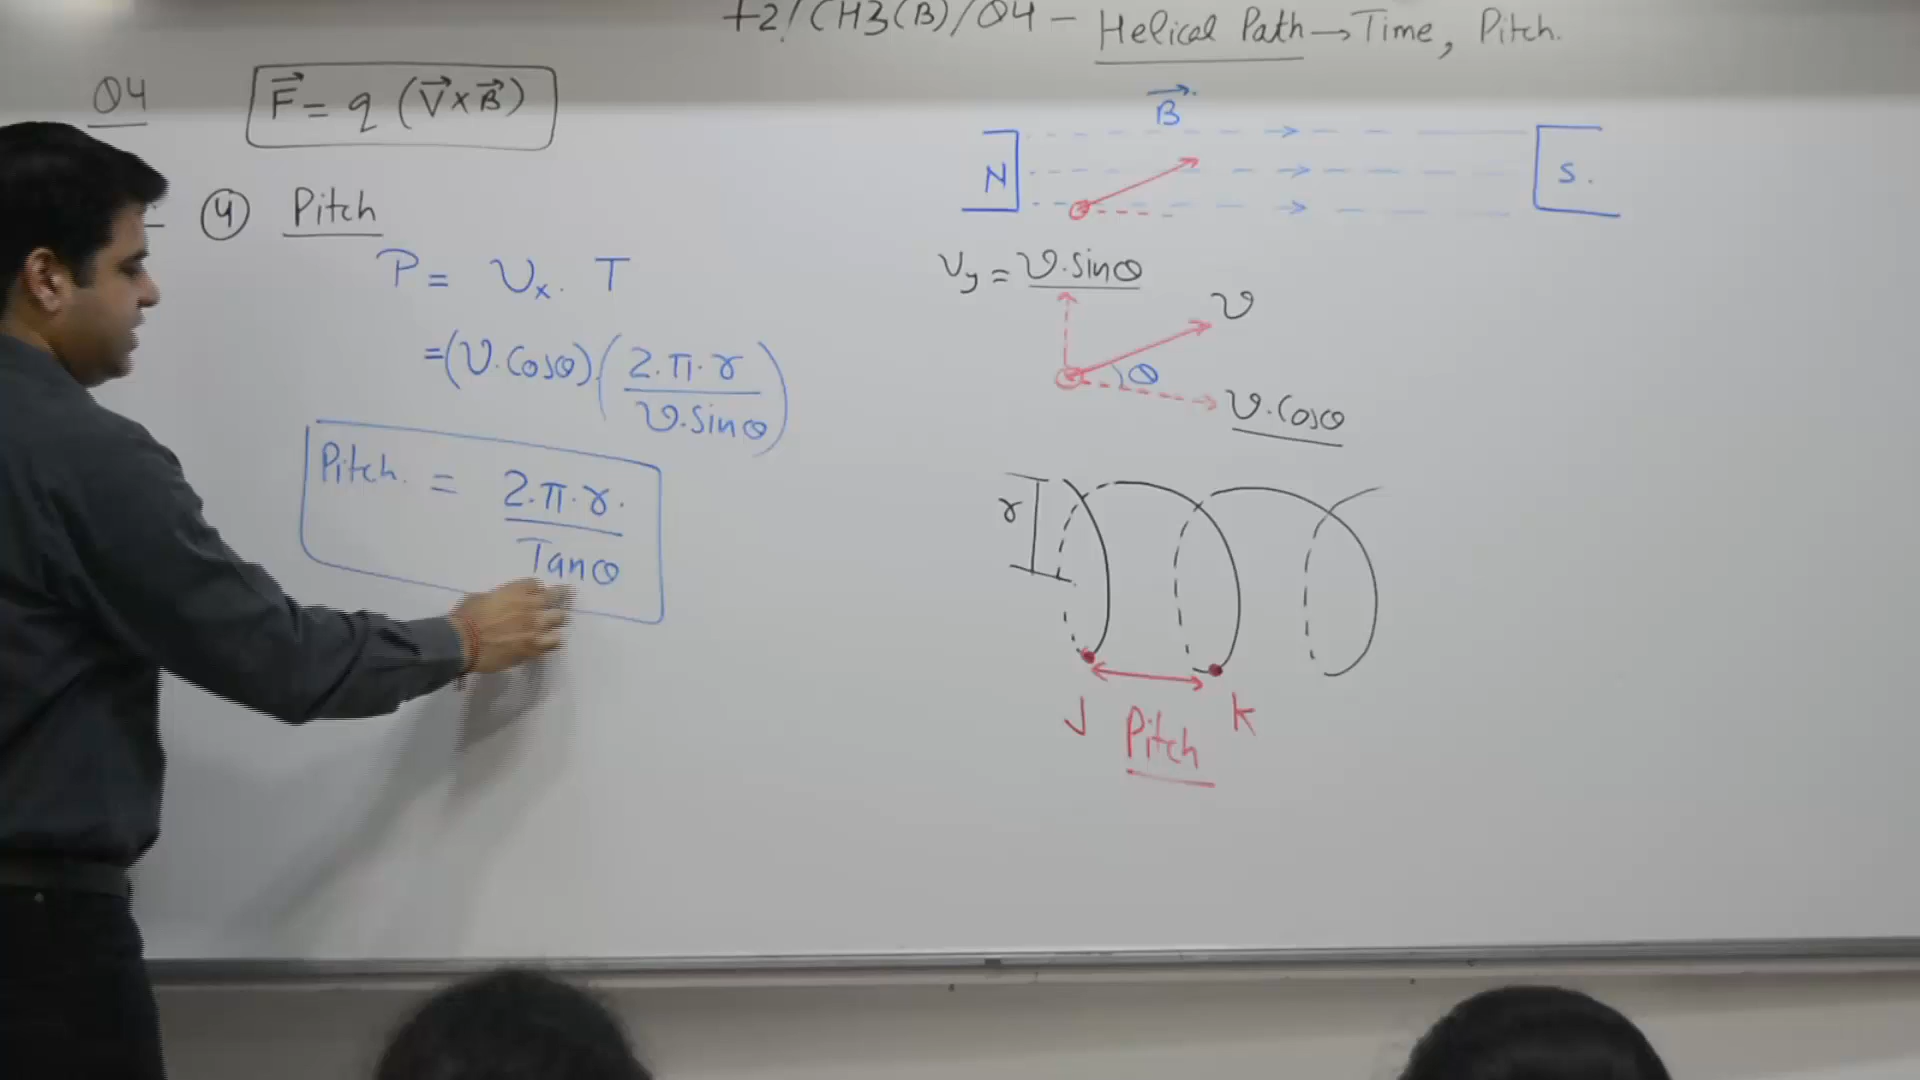 +2/CH3(B)/Q4 - Helical Path → Time, Pitch.
Q4
F = q (V × B)
④ Pitch
P = υx. T
= (υ.Cosθ). (2.π.r / υ.Sinθ)
Pitch. = 2.π.r. / Tanθ
B
N
S.
Vy = υ.Sinθ
υ
θ
υ.Cosθ
r
J
K
Pitch